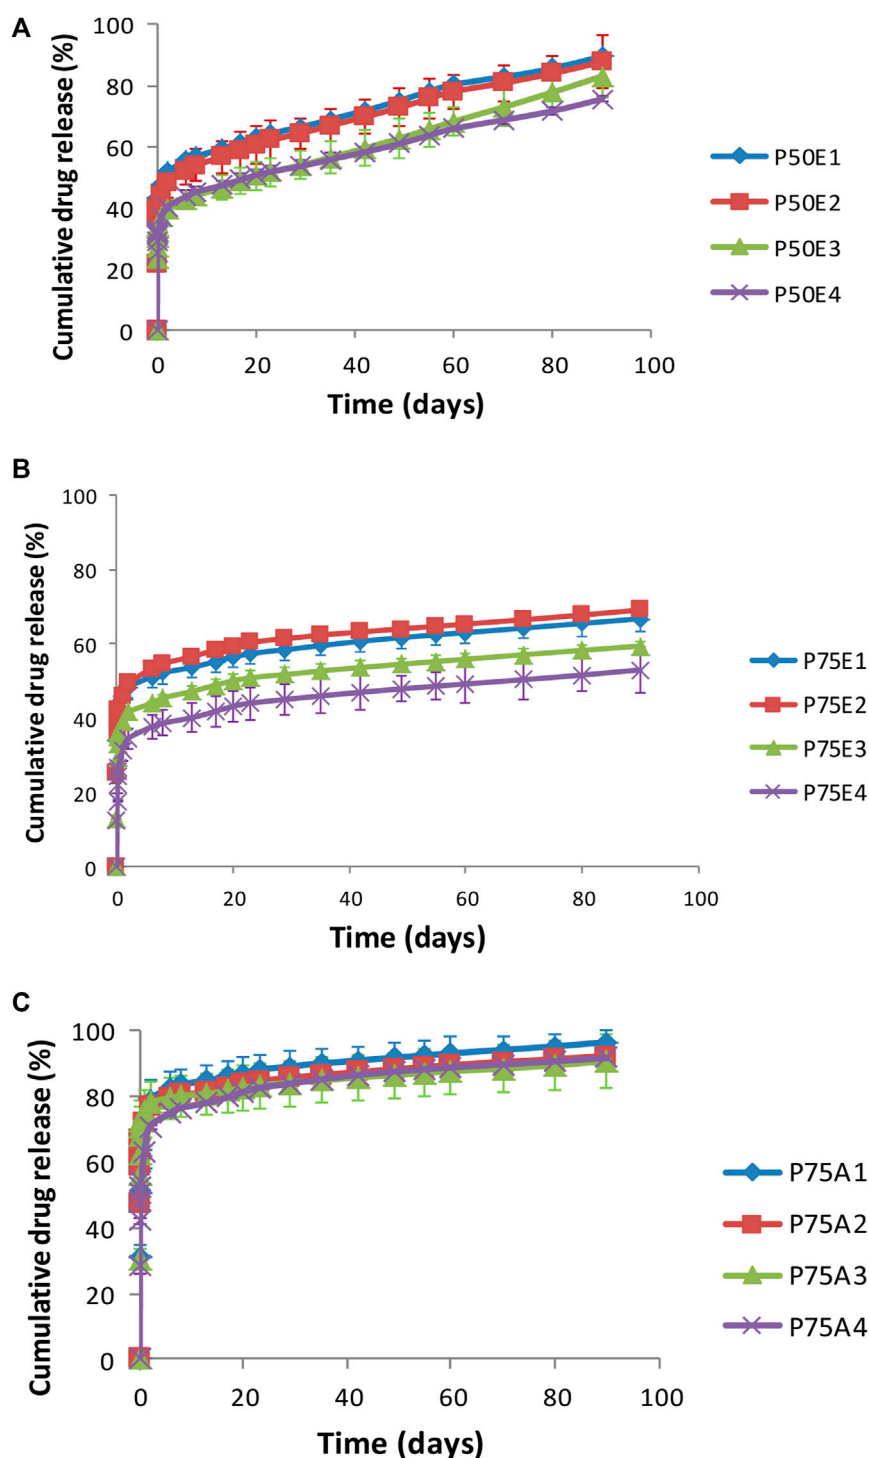 A
Cumulative drug release (%)
100
80
60
40
20
0
0 20 40 60 80 100
Time (days)
P50E1
P50E2
P50E3
P50E4
B
Cumulative drug release (%)
100
80
60
40
20
0
0 20 40 60 80 100
Time (days)
P75E1
P75E2
P75E3
P75E4
C
Cumulative drug release (%)
100
80
60
40
20
0
0 20 40 60 80 100
Time (days)
P75A1
P75A2
P75A3
P75A4